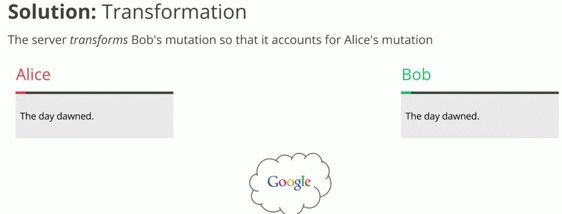 Solution: Transformation
The server transforms Bob's mutation so that it accounts for Alice's mutation
Alice
Bob
The day dawned.
The day dawned.
Google